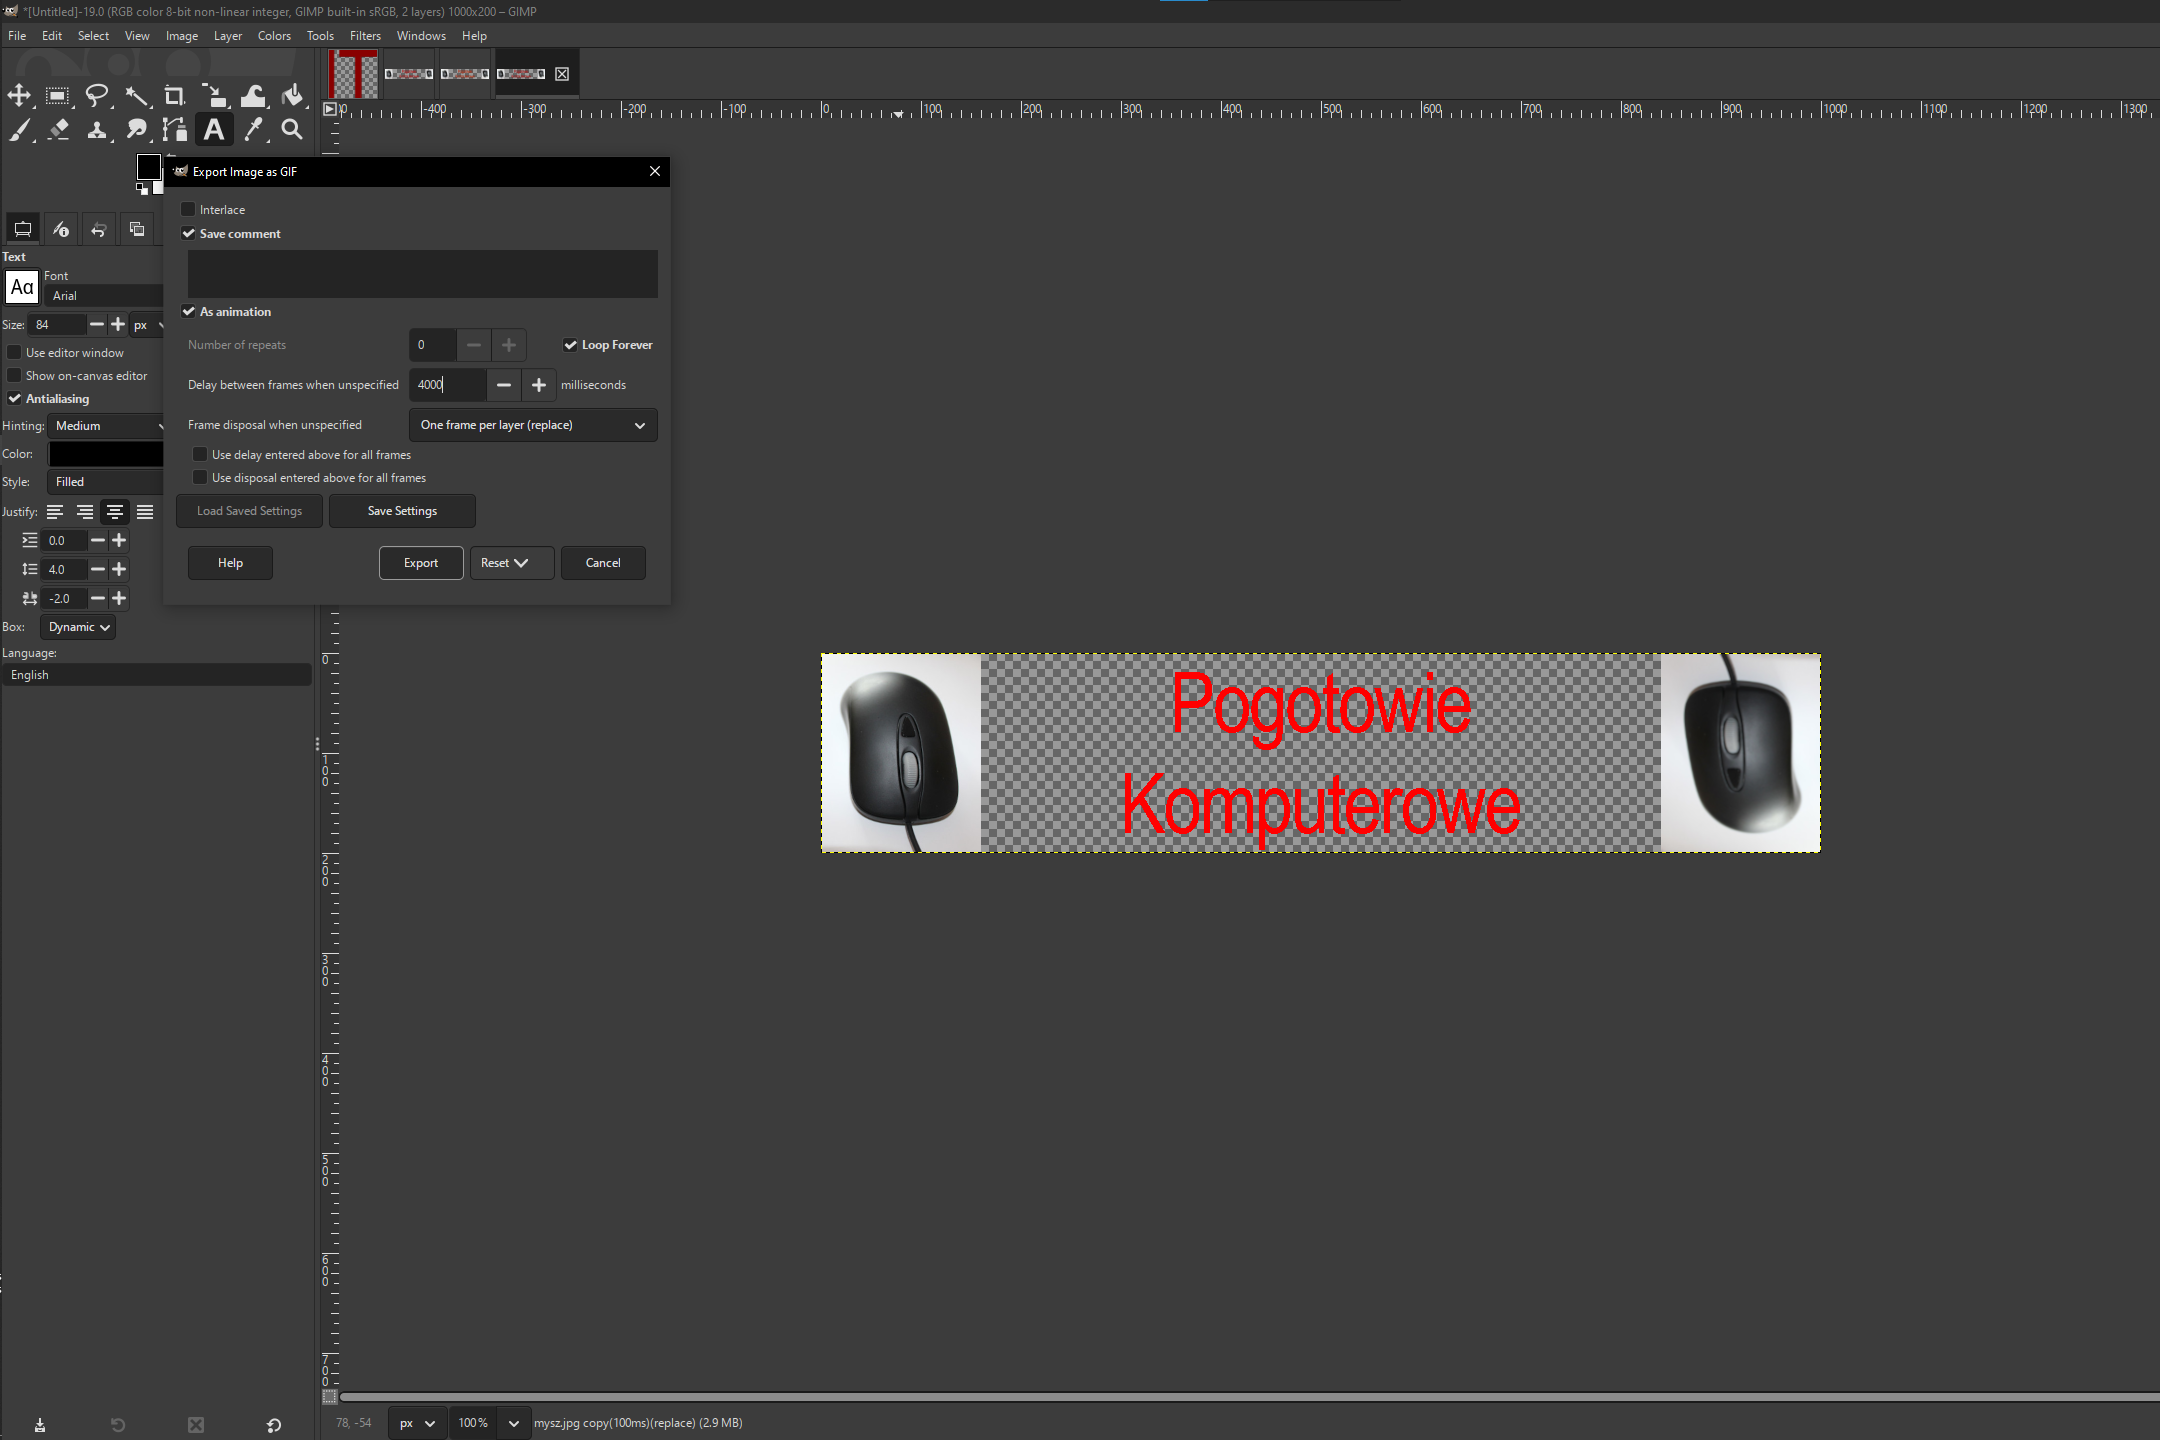 *[Untitled]-19.0 (RGB color 8-bit non-linear integer, GIMP built-in sRGB, 2 layers) 1000x200 – GIMP
File Edit Select View Image Layer Colors Tools Filters Windows Help
-400 -300 -200 -100 0 100 200 300 400 500 600 700 800 900 1000 1100 1200 1300
Export Image as GIF
Interlace
Save comment
As animation
Number of repeats 0 Loop Forever
Delay between frames when unspecified 4000 milliseconds
Frame disposal when unspecified One frame per layer (replace)
Use delay entered above for all frames
Use disposal entered above for all frames
Load Saved Settings Save Settings
Help Export Reset Cancel
Text
Aa
Font
Arial
Size: 84 px
Use editor window
Show on-canvas editor
Antialiasing
Hinting: Medium
Color:
Style: Filled
Justify:
0.0
4.0
-2.0
Box: Dynamic
Language:
English
0
100
200
300
400
500
600
700
Pogotowie
Komputerowe
78, -54 px 100 % mysz.jpg copy(100ms)(replace) (2.9 MB)